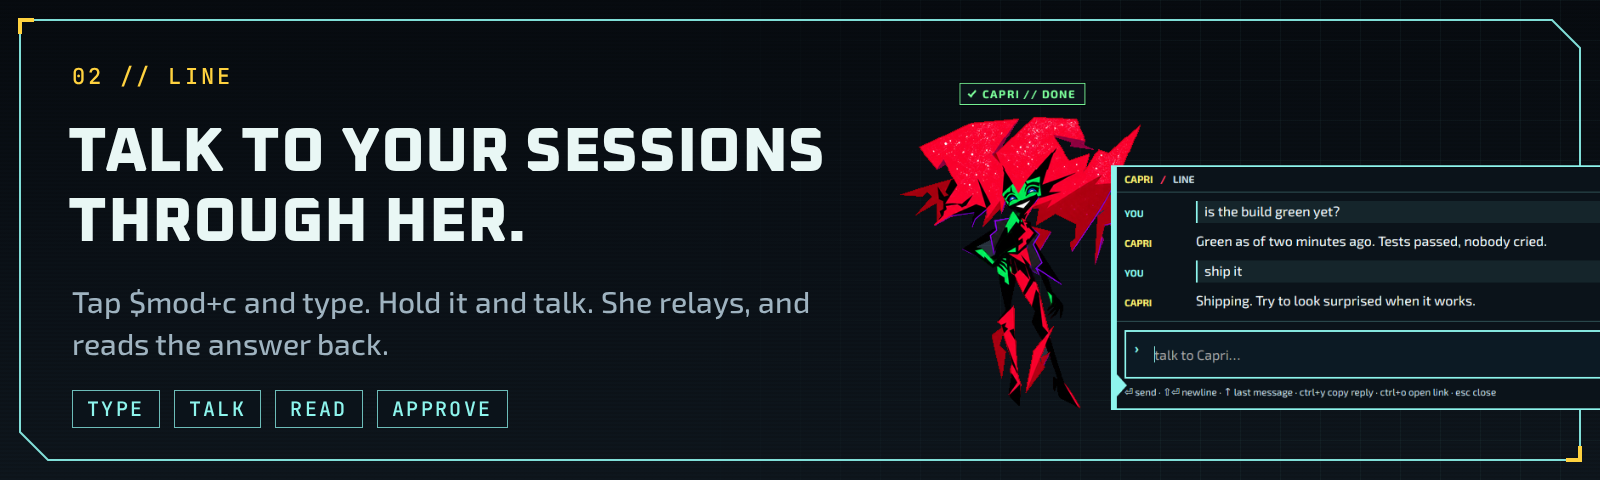 02 // LINE
TALK TO YOUR SESSIONS
THROUGH HER.
Tap $mod+c and type. Hold it and talk. She relays, and
reads the answer back.
TYPE TALK READ APPROVE
✓ CAPRI // DONE
CAPRI / LINE
YOU is the build green yet?
CAPRI Green as of two minutes ago. Tests passed, nobody cried.
YOU ship it
CAPRI Shipping. Try to look surprised when it works.
› talk to Capri...
⏎ send · ⇧⏎ newline · ↑ last message · ctrl+y copy reply · ctrl+o open link · esc close